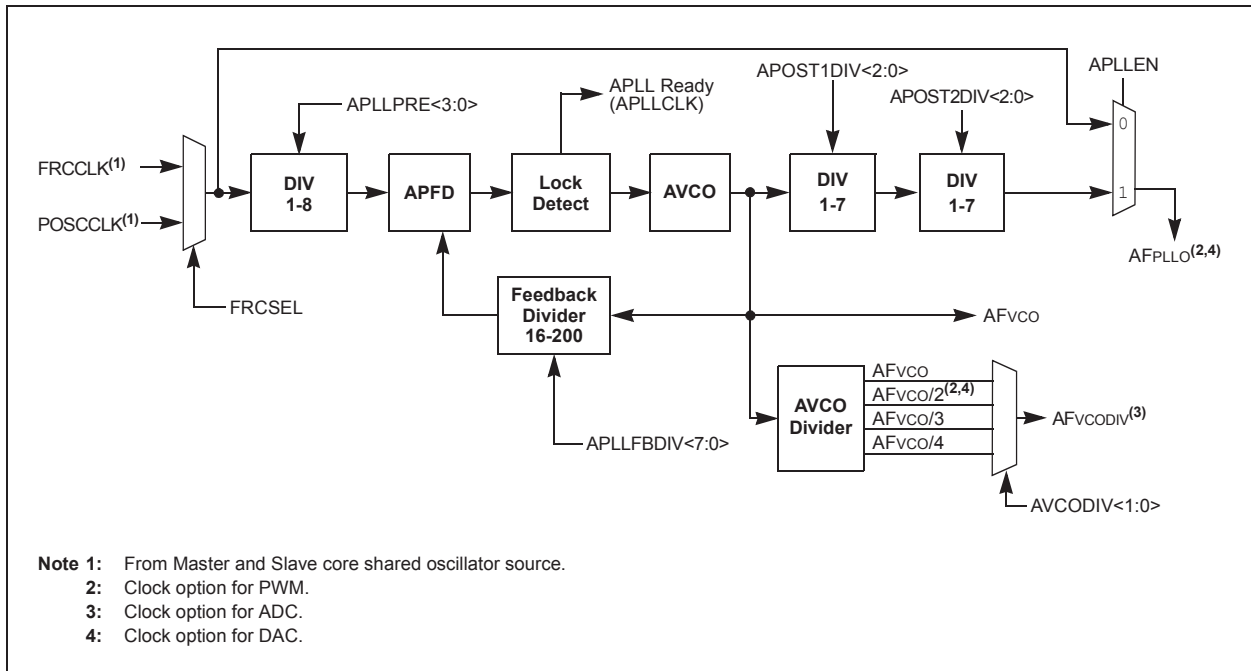 APOST1DIV<2:0>
APLLEN
APLL Ready
(APLLCLK)
APOST2DIV<2:0>
APLLPRE<3:0>
0
FRCCLK(1)
DIV
1-8
APFD
Lock
Detect
AVCO
DIV
1-7
DIV
1-7
1
POSCCLK(1)
AFPLLO(2,4)
FRCSEL
Feedback
Divider
16-200
AFVCO
AFVCO
AFVCO/2(2,4)
AFVCO/3
AFVCO/4
AVCO
Divider
AFVCODIV(3)
APLLFBDIV<7:0>
AVCODIV<1:0>
Note 1: From Master and Slave core shared oscillator source.
2: Clock option for PWM.
3: Clock option for ADC.
4: Clock option for DAC.